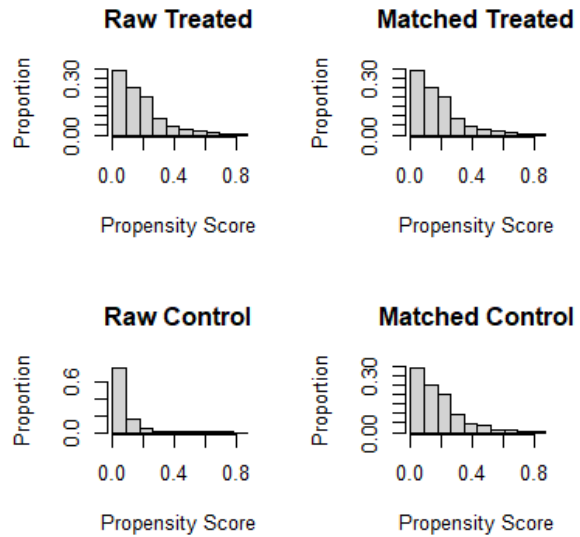 Raw Treated
Proportion
0.00 0.30
0.0 0.4 0.8
Propensity Score
Matched Treated
Proportion
0.00 0.30
0.0 0.4 0.8
Propensity Score
Raw Control
Proportion
0.0 0.6
0.0 0.4 0.8
Propensity Score
Matched Control
Proportion
0.00 0.30
0.0 0.4 0.8
Propensity Score